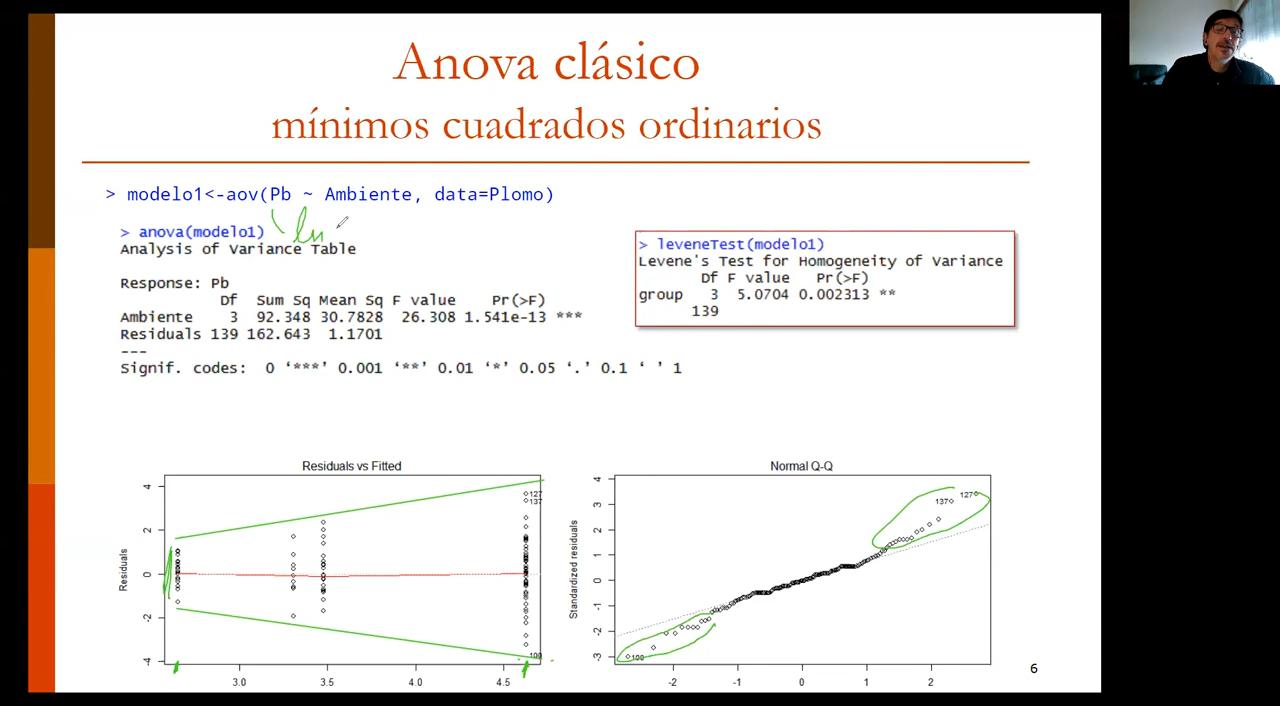 Anova clásico
mínimos cuadrados ordinarios
> modelo1<-aov(Pb ~ Ambiente, data=Plomo)
ln
> anova(modelo1)
Analysis of Variance Table
Response: Pb
Df Sum Sq Mean Sq F value Pr(>F)
Ambiente 3 92.348 30.7828 26.308 1.541e-13 ***
Residuals 139 162.643 1.1701
---
Signif. codes: 0 ‘***’ 0.001 ‘**’ 0.01 ‘*’ 0.05 ‘.’ 0.1 ‘ ’ 1
> leveneTest(modelo1)
Levene's Test for Homogeneity of Variance
Df F value Pr(>F)
group 3 5.0704 0.002313 **
139
Residuals vs Fitted
Residuals
4
2
0
-2
-4
127
137
100
3.0 3.5 4.0 4.5
Normal Q-Q
Standardized residuals
4
3
2
1
0
-1
-2
-3
137 127
100
-2 -1 0 1 2
6